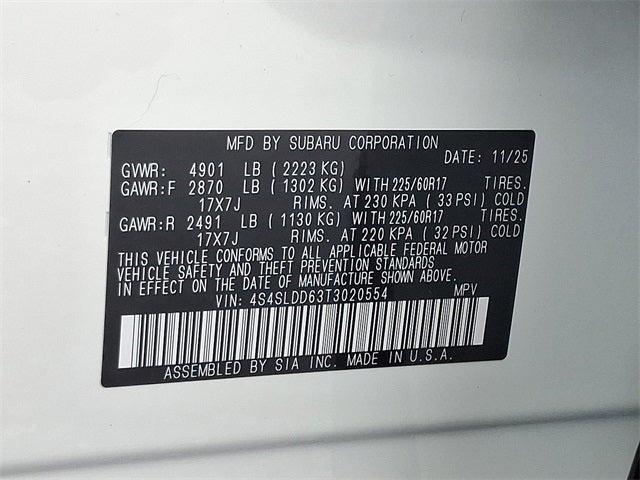 MFD BY SUBARU CORPORATION
DATE: 11/25
GVWR: 4901 LB (2223 KG)
GAWR:F 2870 LB (1302 KG) WITH 225/60R17 TIRES.
17X7J RIMS. AT 230 KPA (33 PSI) COLD
GAWR:R 2491 LB (1130 KG) WITH 225/60R17 TIRES.
17X7J RIMS. AT 220 KPA (32 PSI) COLD
THIS VEHICLE CONFORMS TO ALL APPLICABLE FEDERAL MOTOR
VEHICLE SAFETY AND THEFT PREVENTION STANDARDS
IN EFFECT ON THE DATE OF MANUFACTURE SHOWN ABOVE.
VIN: 4S4SLDD63T3020554 MPV
ASSEMBLED BY SIA INC. MADE IN U.S.A.